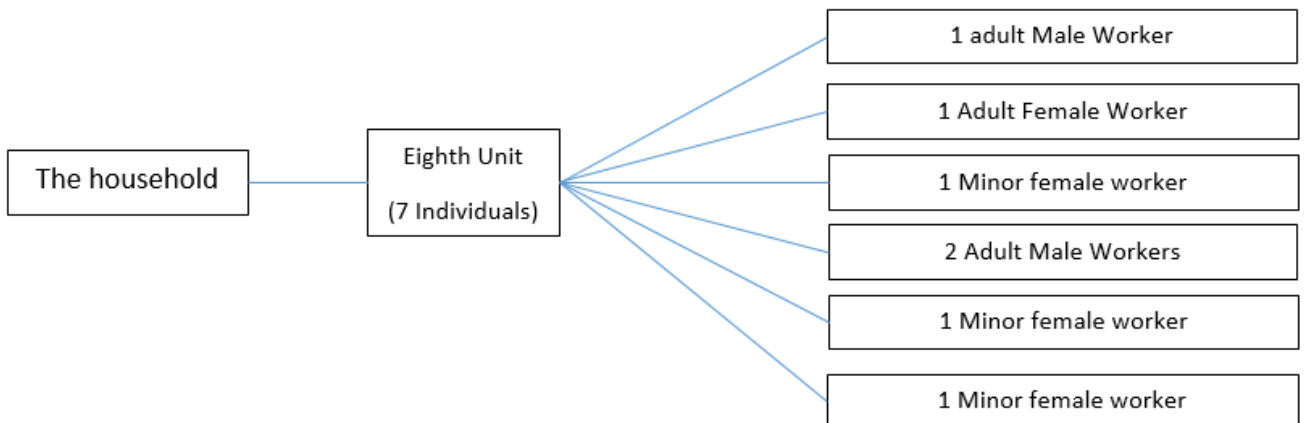 The household
Eighth Unit
(7 Individuals)
1 adult Male Worker
1 Adult Female Worker
1 Minor female worker
2 Adult Male Workers
1 Minor female worker
1 Minor female worker